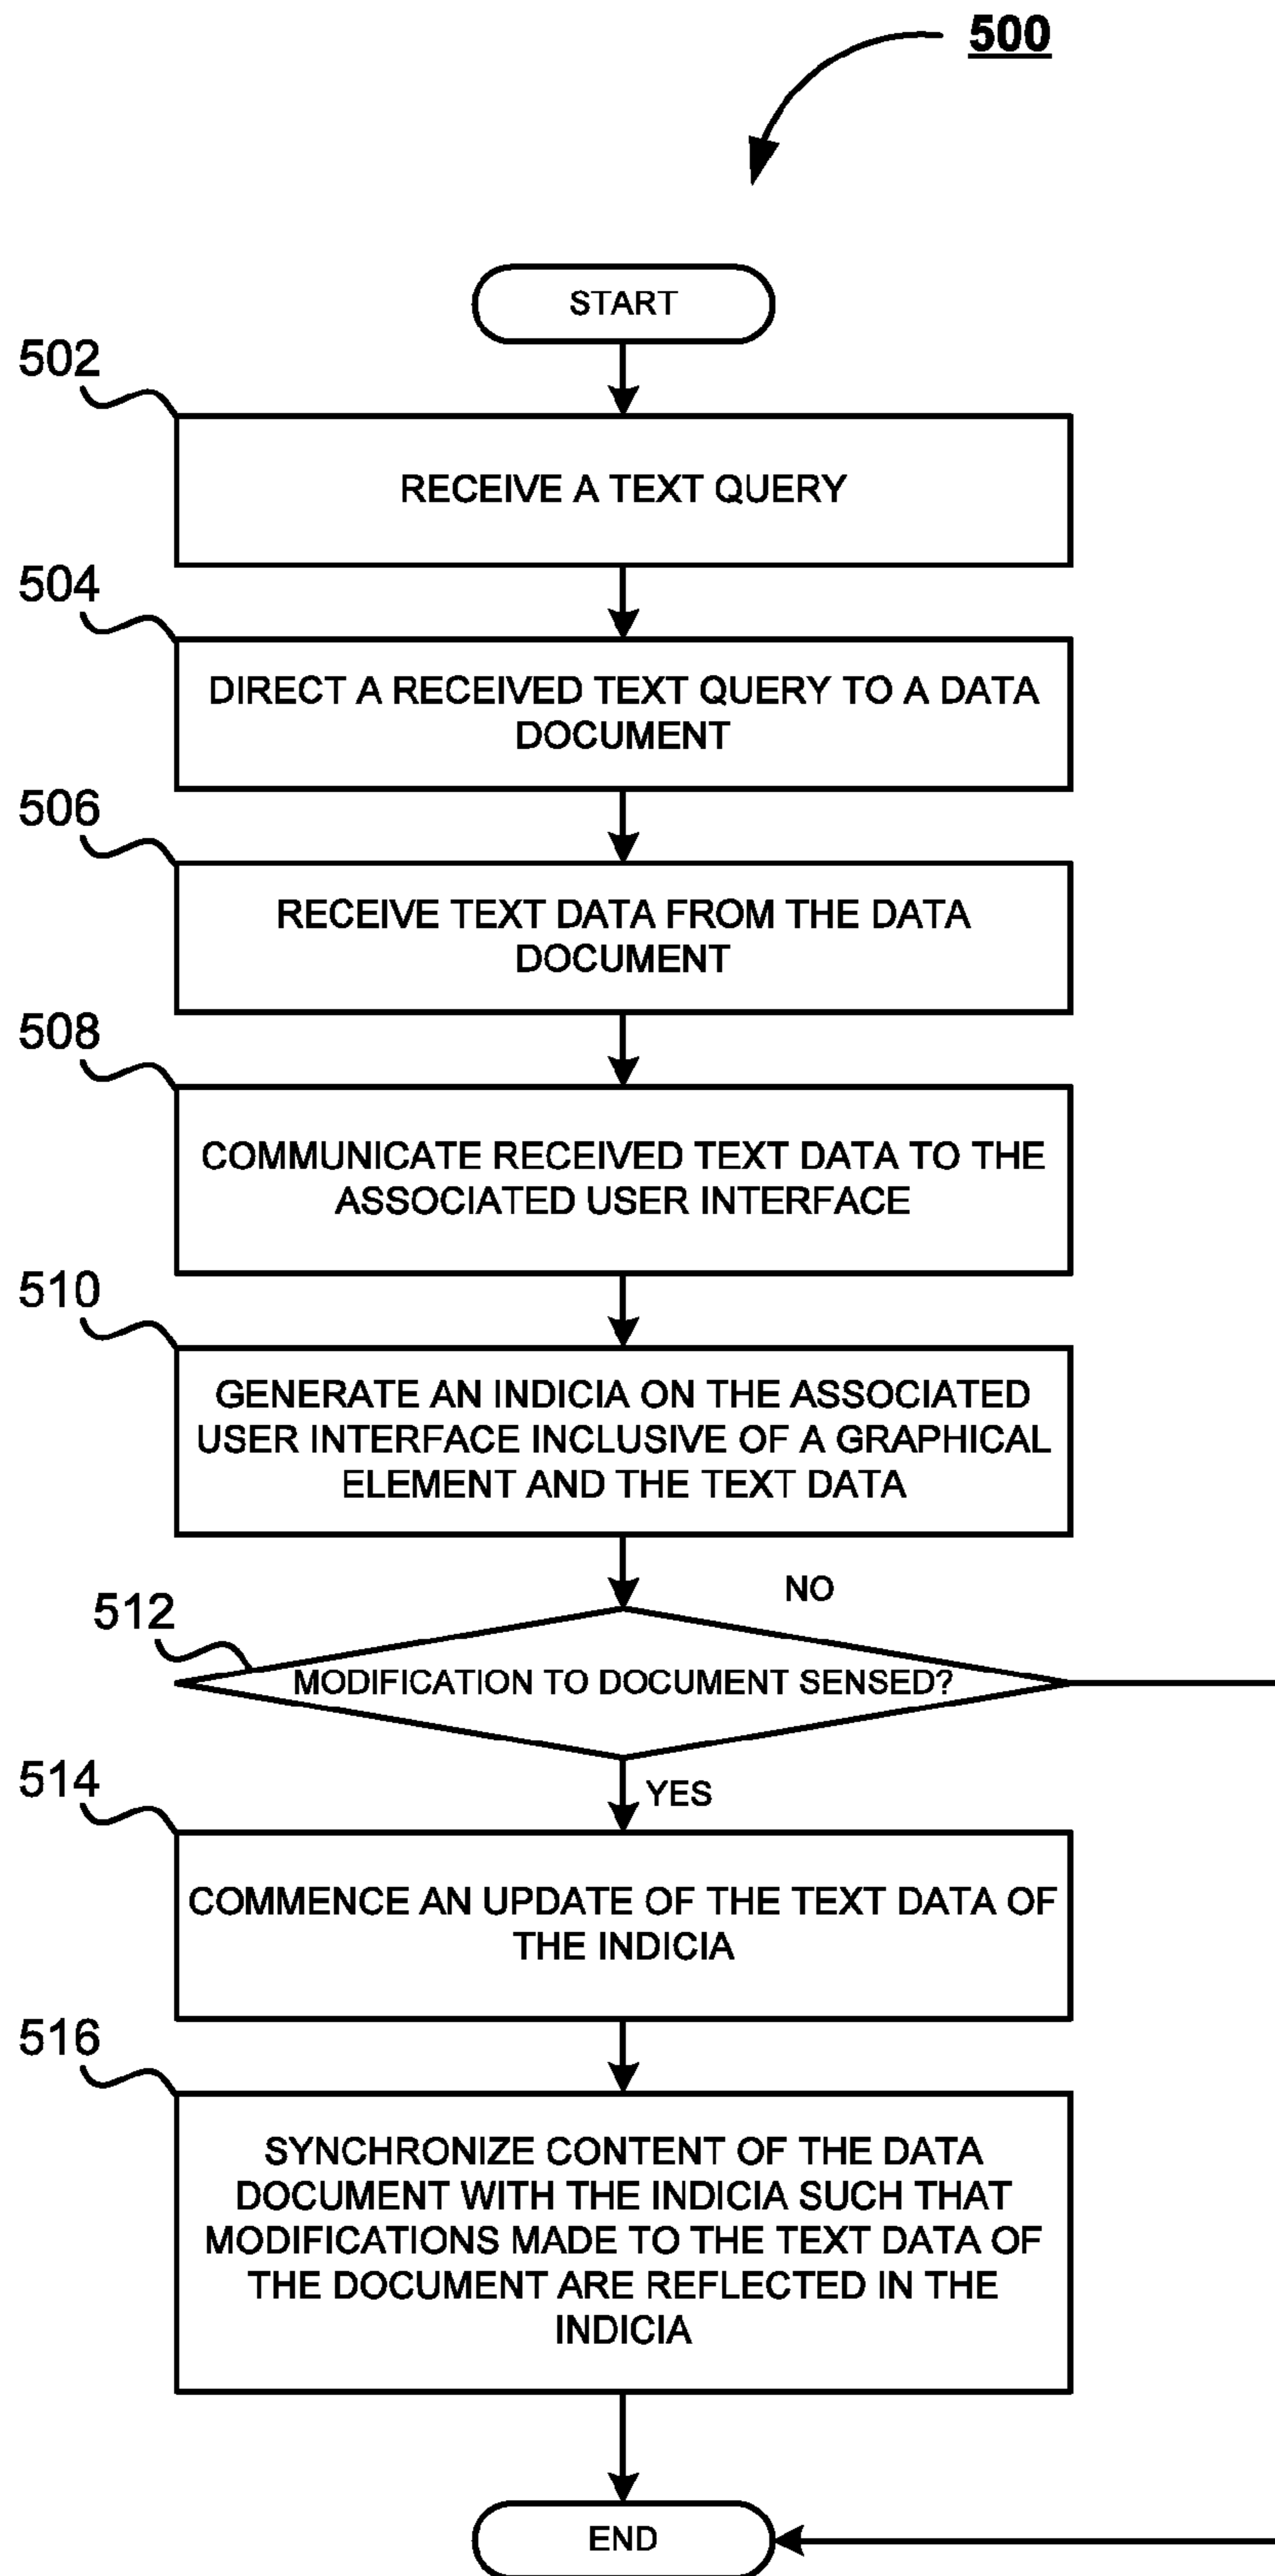 500
START
502
RECEIVE A TEXT QUERY
504
DIRECT A RECEIVED TEXT QUERY TO A DATA
DOCUMENT
506
RECEIVE TEXT DATA FROM THE DATA
DOCUMENT
508
COMMUNICATE RECEIVED TEXT DATA TO THE
ASSOCIATED USER INTERFACE
510
GENERATE AN INDICIA ON THE ASSOCIATED
USER INTERFACE INCLUSIVE OF A GRAPHICAL
ELEMENT AND THE TEXT DATA
NO
512
MODIFICATION TO DOCUMENT SENSED?
YES
514
COMMENCE AN UPDATE OF THE TEXT DATA OF
THE INDICIA
516
SYNCHRONIZE CONTENT OF THE DATA
DOCUMENT WITH THE INDICIA SUCH THAT
MODIFICATIONS MADE TO THE TEXT DATA OF
THE DOCUMENT ARE REFLECTED IN THE
INDICIA
END